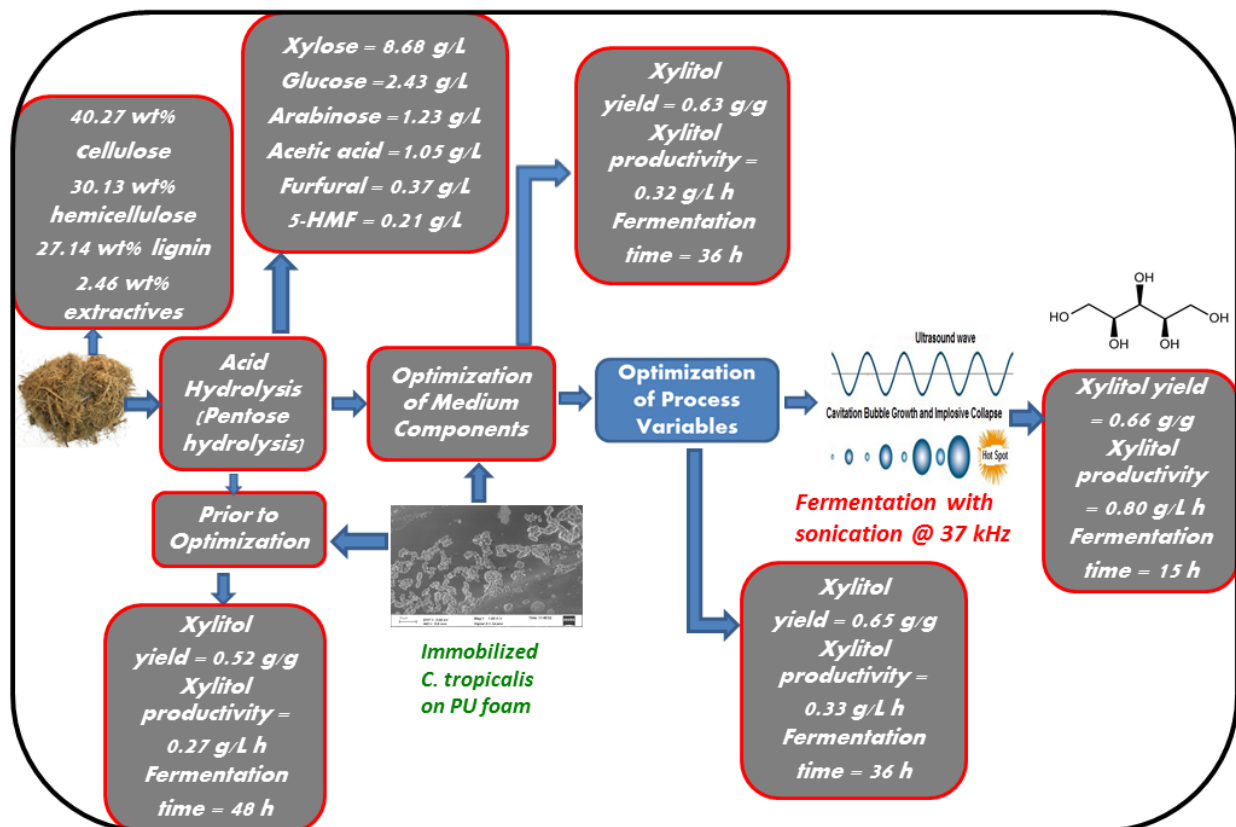 40.27 wt%
Cellulose
30.13 wt%
hemicellulose
27.14 wt% lignin
2.46 wt%
extractives
Xylose = 8.68 g/L
Glucose =2.43 g/L
Arabinose =1.23 g/L
Acetic acid =1.05 g/L
Furfural = 0.37 g/L
5-HMF = 0.21 g/L
Xylitol
yield = 0.63 g/g
Xylitol
productivity =
0.32 g/L h
Fermentation
time = 36 h
Acid
Hydrolysis
(Pentose
hydrolysis)
Optimization
of Medium
Components
Optimization
of Process
Variables
Ultrasound wave
Cavitation Bubble Growth and Implosive Collapse
Hot Spot
Fermentation with
sonication @ 37 kHz
OH
HO
OH
OH
OH
Xylitol yield
= 0.66 g/g
Xylitol
productivity
= 0.80 g/L h
Fermentation
time = 15 h
Prior to
Optimization
Immobilized
C. tropicalis
on PU foam
Xylitol
yield = 0.52 g/g
Xylitol
productivity =
0.27 g/L h
Fermentation
time = 48 h
Xylitol
yield = 0.65 g/g
Xylitol
productivity =
0.33 g/L h
Fermentation
time = 36 h